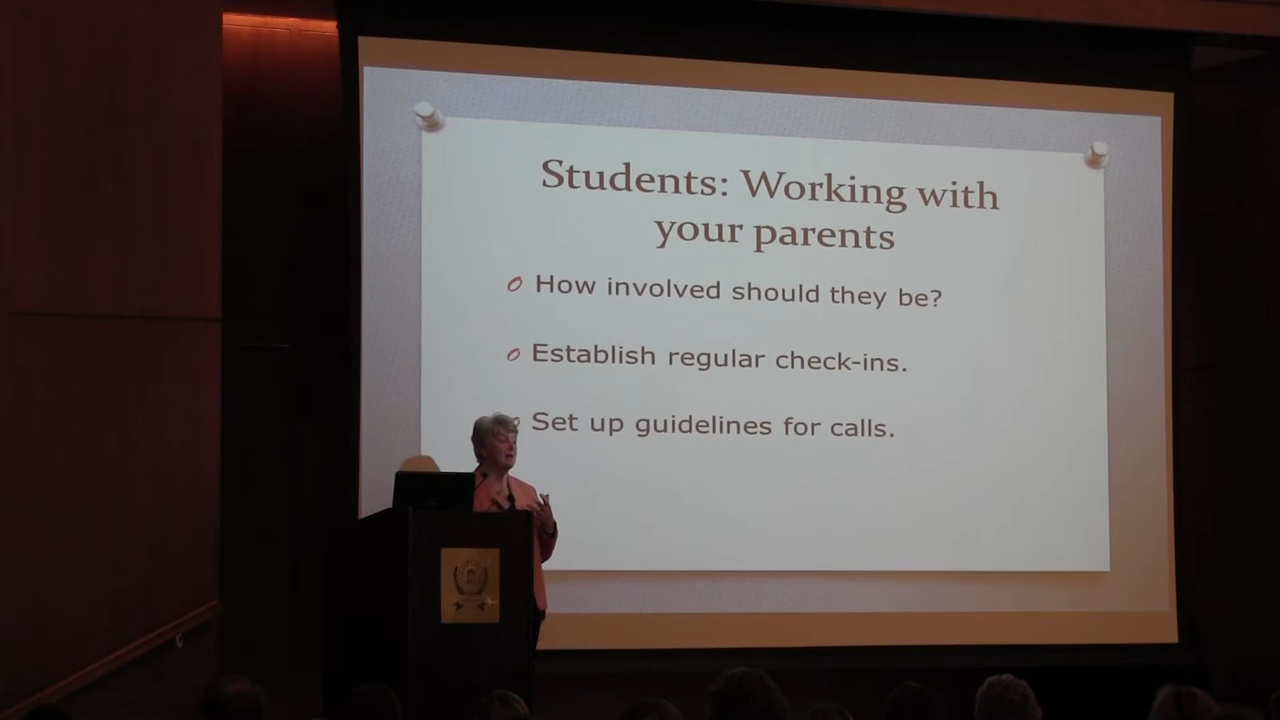 Students: Working with
your parents
How involved should they be?
Establish regular check-ins.
Set up guidelines for calls.